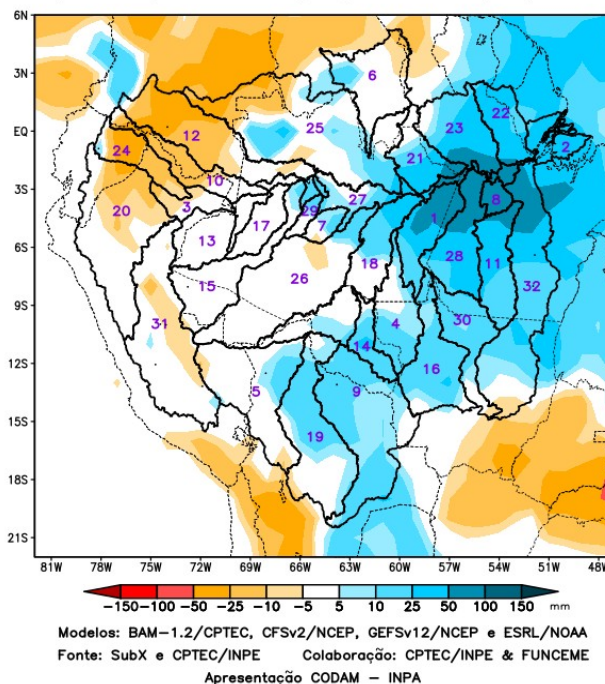 6N
3N
EQ
3S
6S
9S
12S
15S
18S
21S
6
12
25
23
22
2
24
21
10
20
3
29
27
8
13
17
7
1
15
26
18
28
11
32
31
4
30
14
16
5
9
19
81W 78W 75W 72W 69W 66W 63W 60W 57W 54W 51W 48W
−150 −100 −50 −25 −10 −5 5 10 25 50 100 150 mm
Modelos: BAM−1.2/CPTEC, CFSv2/NCEP, GEFSv12/NCEP e ESRL/NOAA
Fonte: SubX e CPTEC/INPE Colaboração: CPTEC/INPE & FUNCEME
Apresentação CODAM − INPA